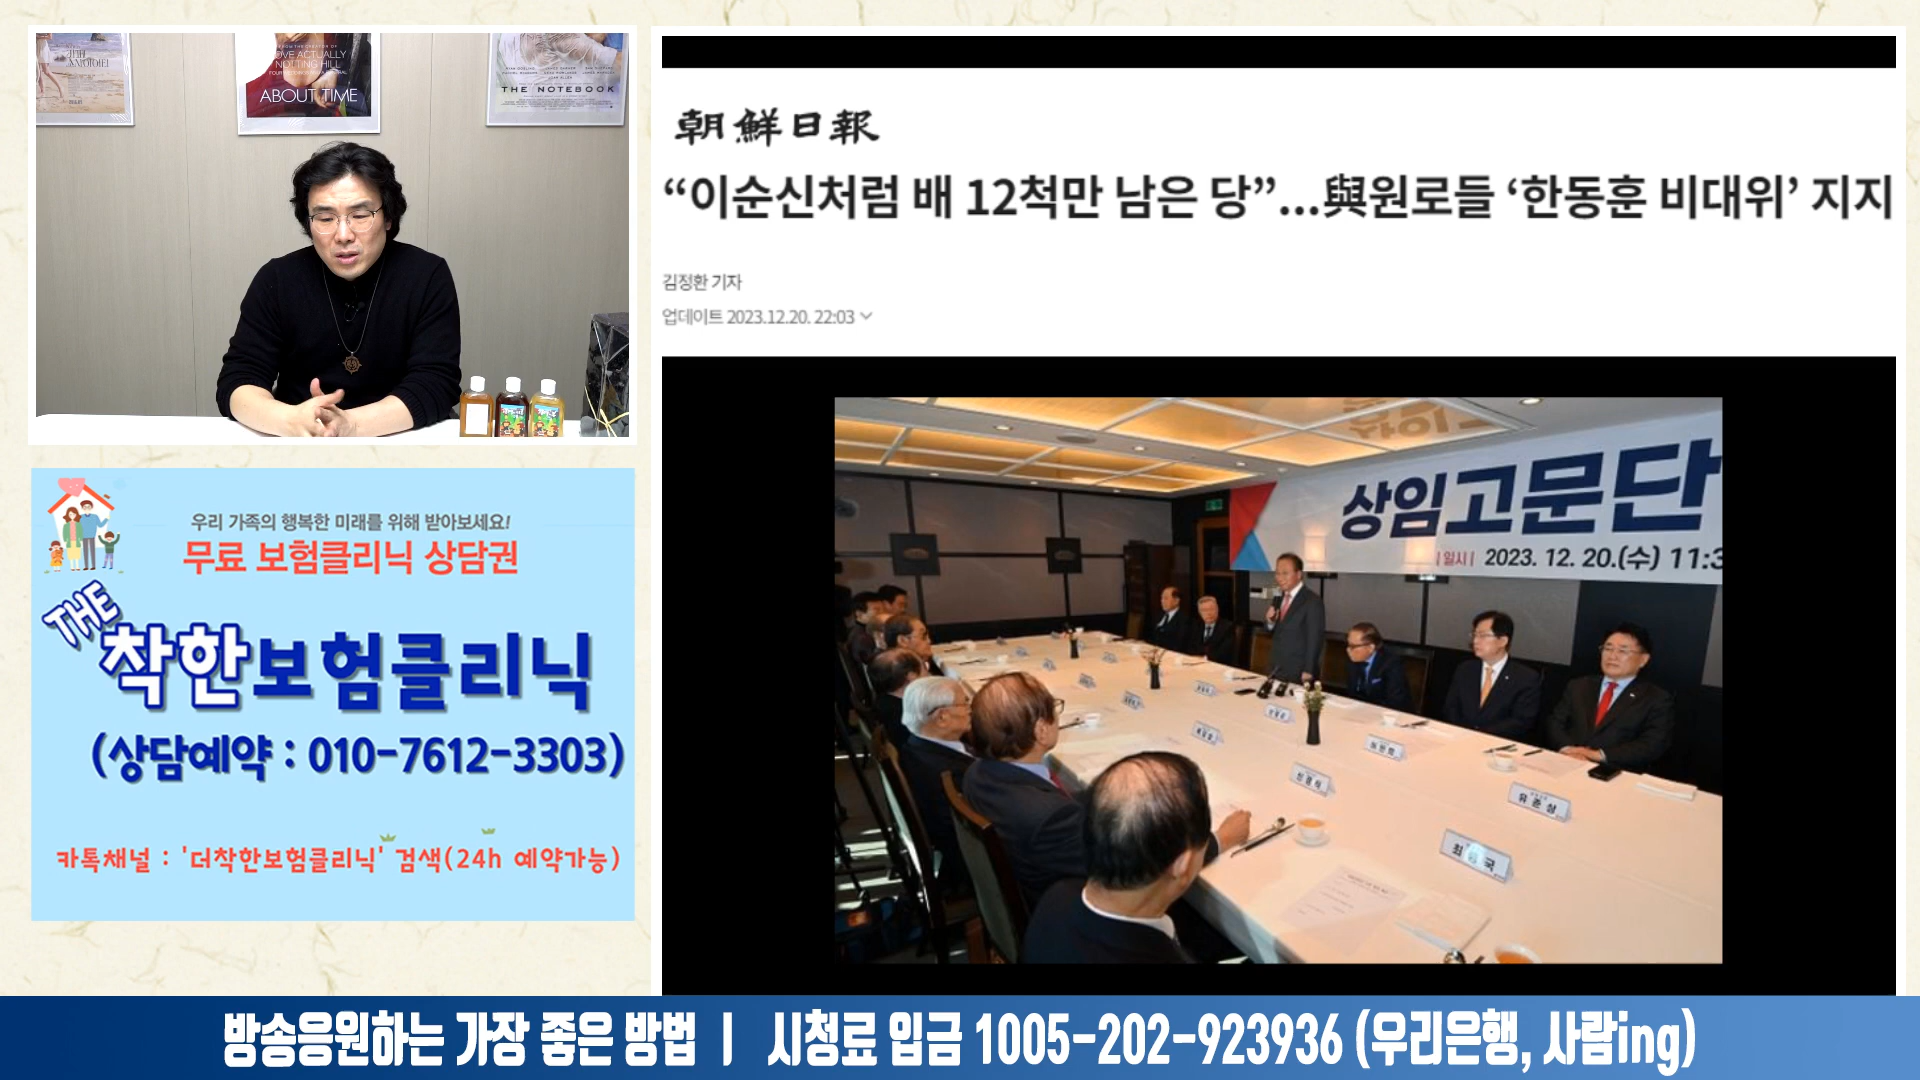 LOVE ACTUALLY
NOTTING HILL
ABOUT TIME
THE NOTEBOOK
朝鮮日報
“이순신처럼 배 12척만 남은 당”...與원로들 ‘한동훈 비대위’ 지지
김정환 기자
업데이트 2023.12.20. 22:03
상임고문단
| 일시 | 2023. 12. 20.(수) 11:3
유준상
우리 가족의 행복한 미래를 위해 받아보세요!
무료 보험클리닉 상담권
THE
착한보험클리닉
(상담예약 : 010-7612-3303)
카톡채널 : '더착한보험클리닉' 검색(24h 예약가능)
방송응원하는 가장 좋은 방법 ㅣ 시청료 입금 1005-202-923936 (우리은행, 사람ing)